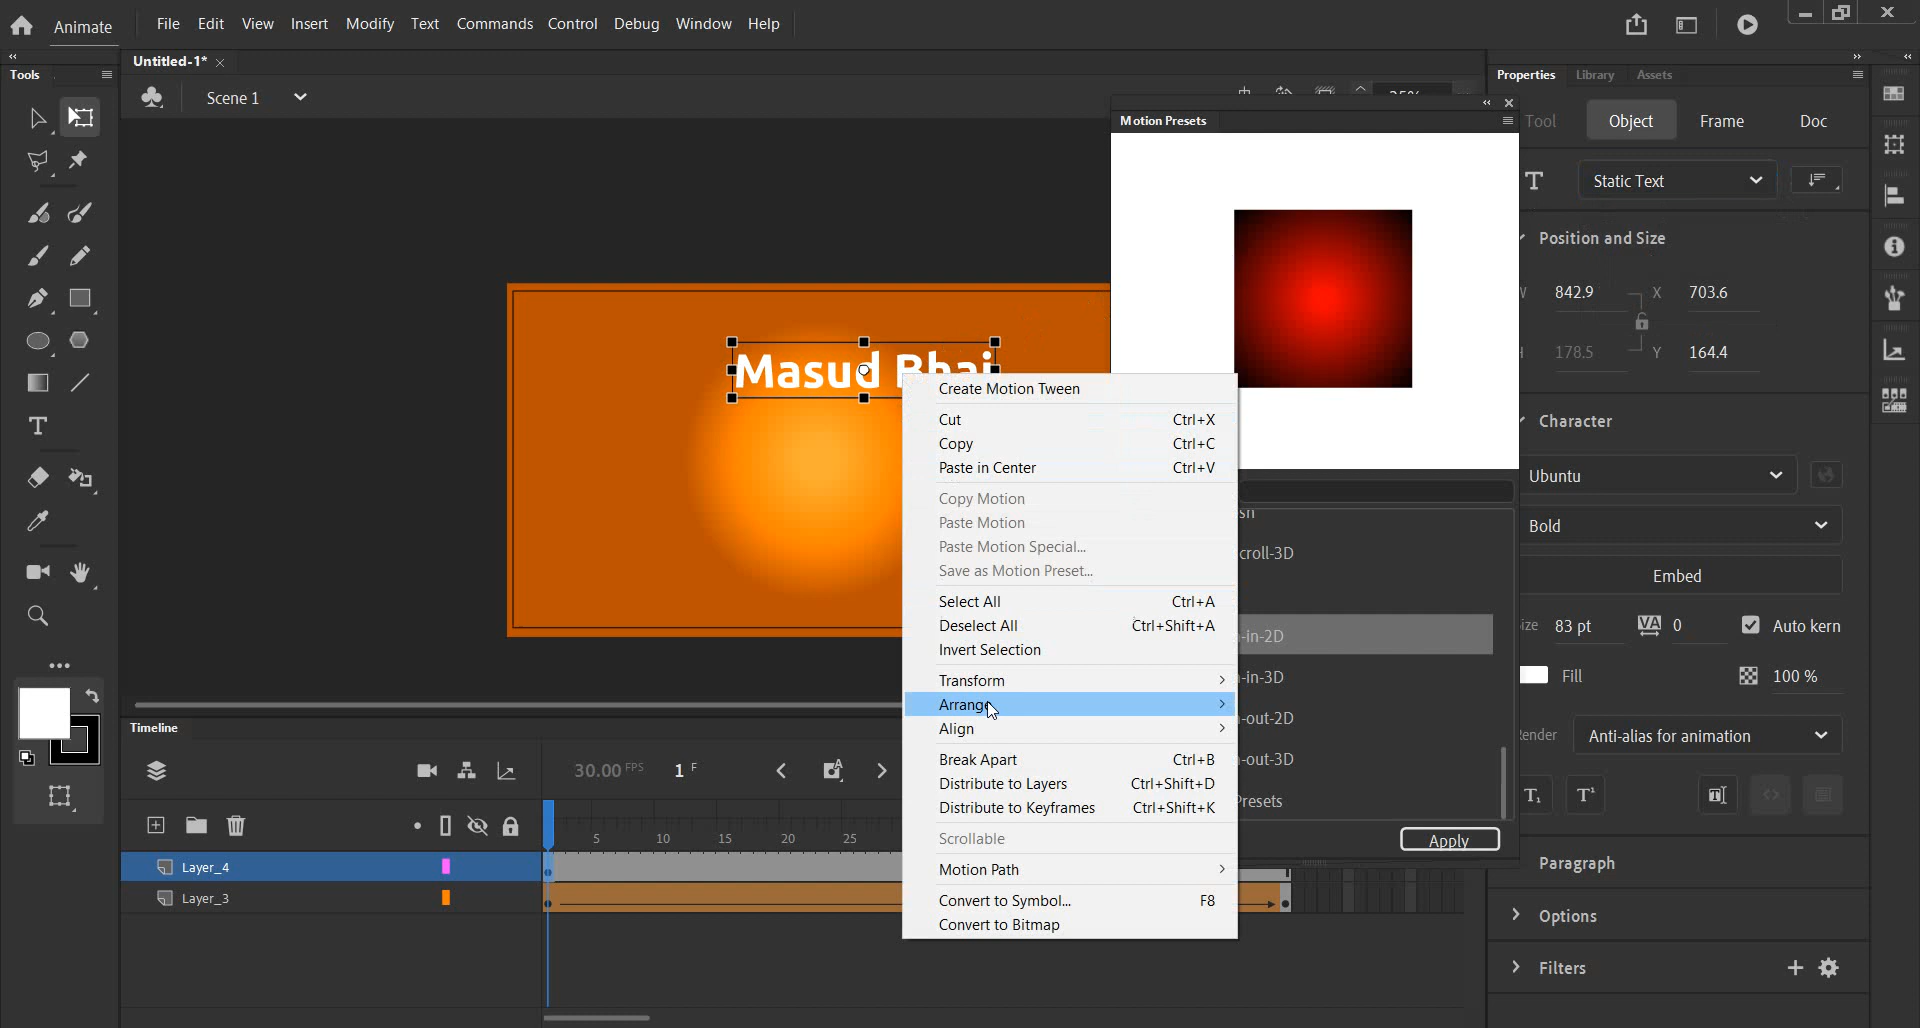 Animate File Edit View Insert Modify Text Commands Control Debug Window Help
Tools
Untitled-1*
Scene 1
Motion Presets
Properties Library Assets
Tool Object Frame Doc
Static Text
Position and Size
842.9 X 703.6
178.5 Y 164.4
Masud Bhai
Create Motion Tween
Cut Ctrl+X
Copy Ctrl+C
Paste in Center Ctrl+V
Copy Motion
Paste Motion
Paste Motion Special...
Save as Motion Preset...
Select All Ctrl+A
Deselect All Ctrl+Shift+A
Invert Selection
Transform
Arrange
Align
Break Apart Ctrl+B
Distribute to Layers Ctrl+Shift+D
Distribute to Keyframes Ctrl+Shift+K
Scrollable
Motion Path
Convert to Symbol... F8
Convert to Bitmap
croll-3D
-in-2D
-in-3D
-out-2D
-out-3D
Presets
Apply
Character
Ubuntu
Bold
Embed
ize 83 pt VA 0 Auto kern
Fill 100 %
ender Anti-alias for animation
T₁ T¹
Paragraph
Options
Filters
Timeline
30.00 FPS 1 F
5 10 15 20 25
Layer_4
Layer_3